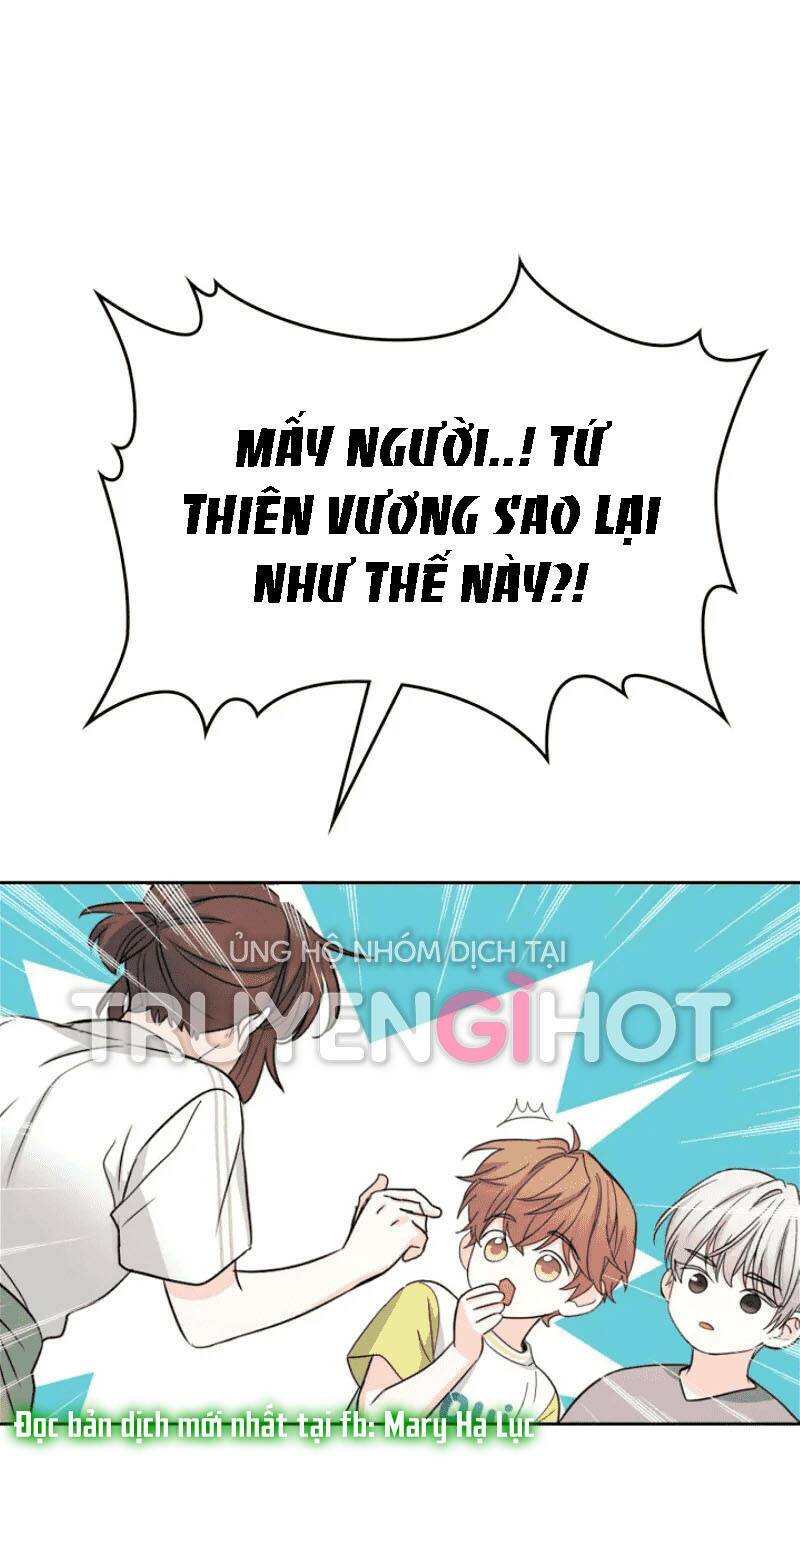 MẤY NGƯỜI..! TỨ
THIÊN VƯƠNG SAO LẠI
NHƯ THẾ NÀY?!
ỦNG HỘ NHÓM DỊCH TẠI
TRUYENGIHOT
Đọc bản dịch mới nhất tại fb: Mary Hạ Lục